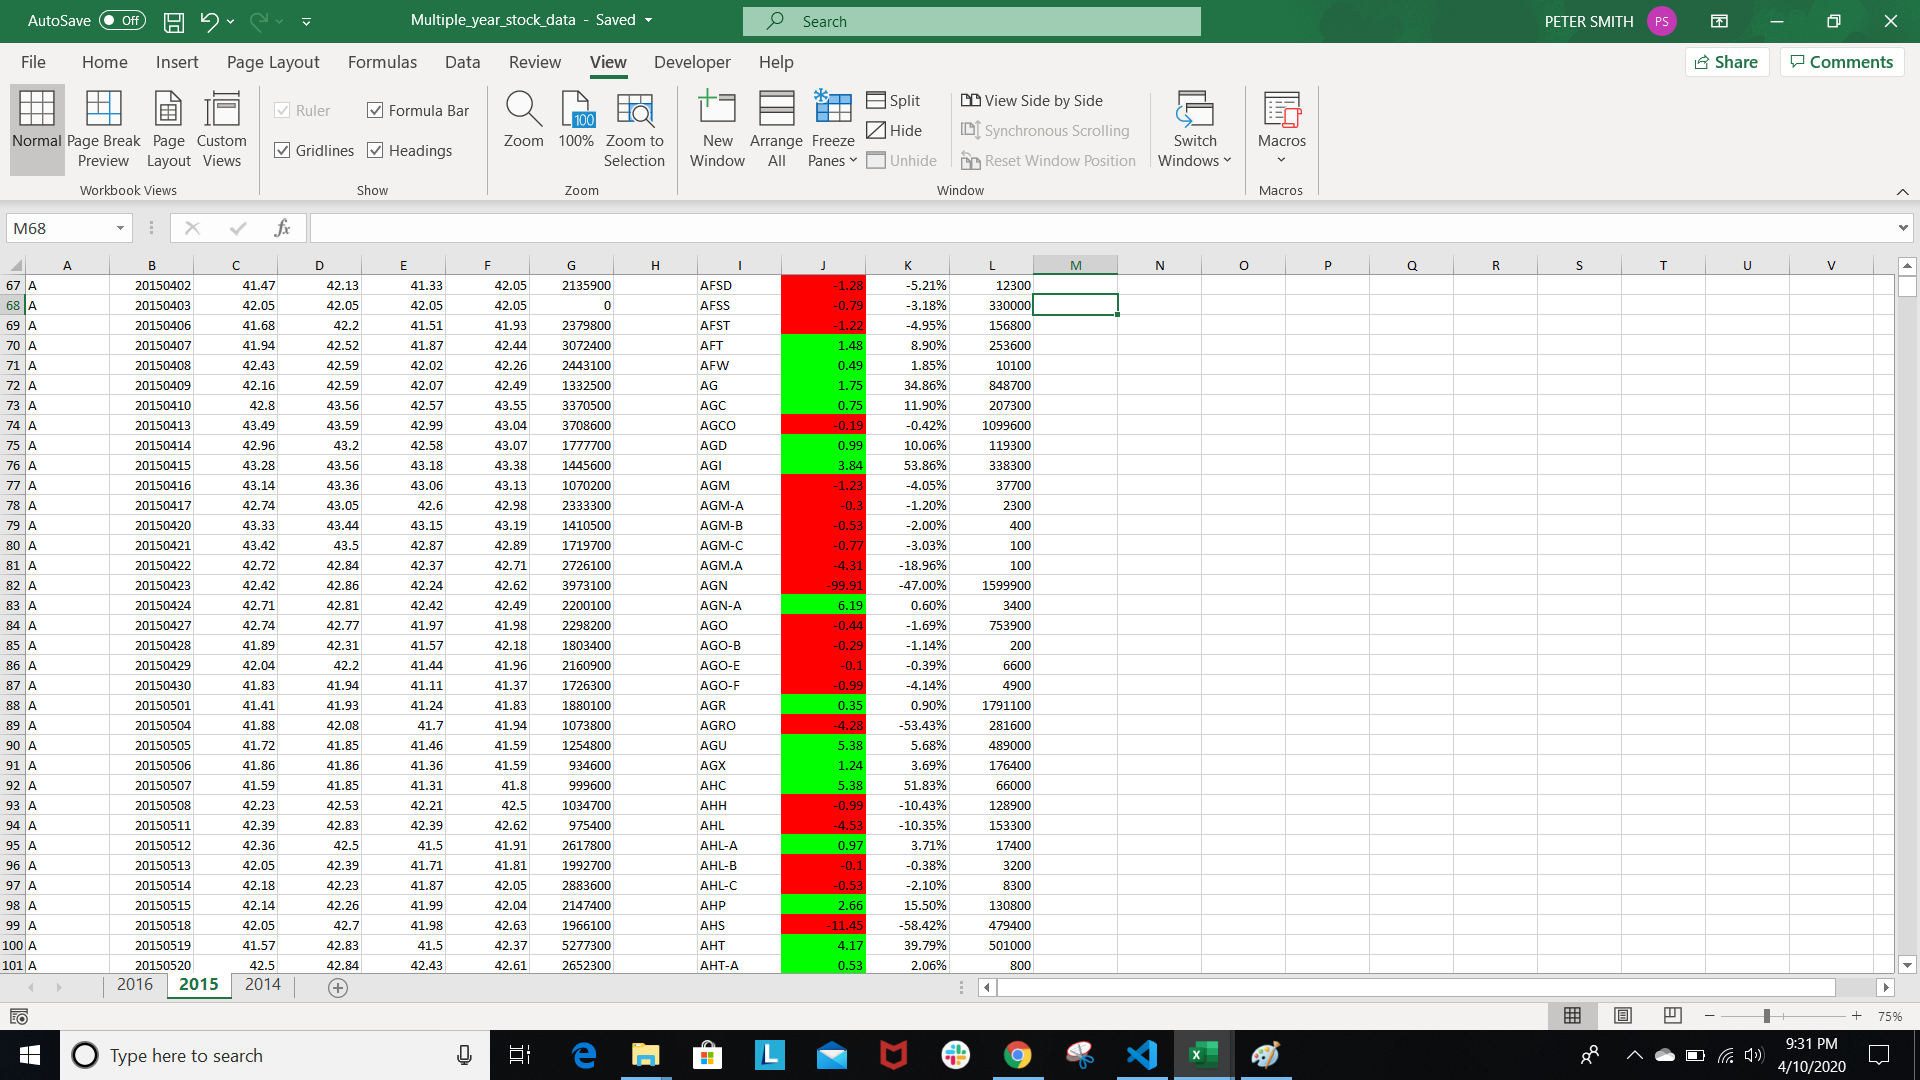 AutoSave Off Multiple_year_stock_data - Saved Search PETER SMITH PS
File Home Insert Page Layout Formulas Data Review View Developer Help Share Comments
Normal Page Break Preview Page Layout Custom Views
Workbook Views
Ruler Formula Bar
Gridlines Headings
Show
Zoom 100 100% Zoom to Selection
Zoom
New Window Arrange All Freeze Panes
Split View Side by Side
Hide Synchronous Scrolling
Unhide Reset Window Position
Switch Windows
Window
Macros
Macros
M68 fx
A B C D E F G H I J K L M N O P Q R S T U V
67 A 20150402 41.47 42.13 41.33 42.05 2135900 AFSD -1.28 -5.21% 12300
68 A 20150403 42.05 42.05 42.05 42.05 0 AFSS -0.79 -3.18% 330000
69 A 20150406 41.68 42.2 41.51 41.93 2379800 AFST -1.22 -4.95% 156800
70 A 20150407 41.94 42.52 41.87 42.44 3072400 AFT 1.48 8.90% 253600
71 A 20150408 42.43 42.59 42.02 42.26 2443100 AFW 0.49 1.85% 10100
72 A 20150409 42.16 42.59 42.07 42.49 1332500 AG 1.75 34.86% 848700
73 A 20150410 42.8 43.56 42.57 43.55 3370500 AGC 0.75 11.90% 207300
74 A 20150413 43.49 43.59 42.99 43.04 3708600 AGCO -0.19 -0.42% 1099600
75 A 20150414 42.96 43.2 42.58 43.07 1777700 AGD 0.99 10.06% 119300
76 A 20150415 43.28 43.56 43.18 43.38 1445600 AGI 3.84 53.86% 338300
77 A 20150416 43.14 43.36 43.06 43.13 1070200 AGM -1.23 -4.05% 37700
78 A 20150417 42.74 43.05 42.6 42.98 2333300 AGM-A -0.3 -1.20% 2300
79 A 20150420 43.33 43.44 43.15 43.19 1410500 AGM-B -0.53 -2.00% 400
80 A 20150421 43.42 43.5 42.87 42.89 1719700 AGM-C -0.77 -3.03% 100
81 A 20150422 42.72 42.84 42.37 42.71 2726100 AGM.A -4.31 -18.96% 100
82 A 20150423 42.42 42.86 42.24 42.62 3973100 AGN -99.91 -47.00% 1599900
83 A 20150424 42.71 42.81 42.42 42.49 2200100 AGN-A 6.19 0.60% 3400
84 A 20150427 42.74 42.77 41.97 41.98 2298200 AGO -0.44 -1.69% 753900
85 A 20150428 41.89 42.31 41.57 42.18 1803400 AGO-B -0.29 -1.14% 200
86 A 20150429 42.04 42.2 41.44 41.96 2160900 AGO-E -0.1 -0.39% 6600
87 A 20150430 41.83 41.94 41.11 41.37 1726300 AGO-F -0.99 -4.14% 4900
88 A 20150501 41.41 41.93 41.24 41.83 1880100 AGR 0.35 0.90% 1791100
89 A 20150504 41.88 42.08 41.7 41.94 1073800 AGRO -4.28 -53.43% 281600
90 A 20150505 41.72 41.85 41.46 41.59 1254800 AGU 5.38 5.68% 489000
91 A 20150506 41.86 41.86 41.36 41.59 934600 AGX 1.24 3.69% 176400
92 A 20150507 41.59 41.85 41.31 41.8 999600 AHC 5.38 51.83% 66000
93 A 20150508 42.23 42.53 42.21 42.5 1034700 AHH -0.99 -10.43% 128900
94 A 20150511 42.39 42.83 42.39 42.62 975400 AHL -4.53 -10.35% 153300
95 A 20150512 42.36 42.5 41.5 41.91 2617800 AHL-A 0.97 3.71% 17400
96 A 20150513 42.05 42.39 41.71 41.81 1992700 AHL-B -0.1 -0.38% 3200
97 A 20150514 42.18 42.23 41.87 42.05 2883600 AHL-C -0.53 -2.10% 8300
98 A 20150515 42.14 42.26 41.99 42.04 2147400 AHP 2.66 15.50% 130800
99 A 20150518 42.05 42.7 41.98 42.63 1966100 AHS -11.45 -58.42% 479400
100 A 20150519 41.57 42.83 41.5 42.37 5277300 AHT 4.17 39.79% 501000
101 A 20150520 42.5 42.84 42.43 42.61 2652300 AHT-A 0.53 2.06% 800
2016 2015 2014
75%
Type here to search 9:31 PM
4/10/2020